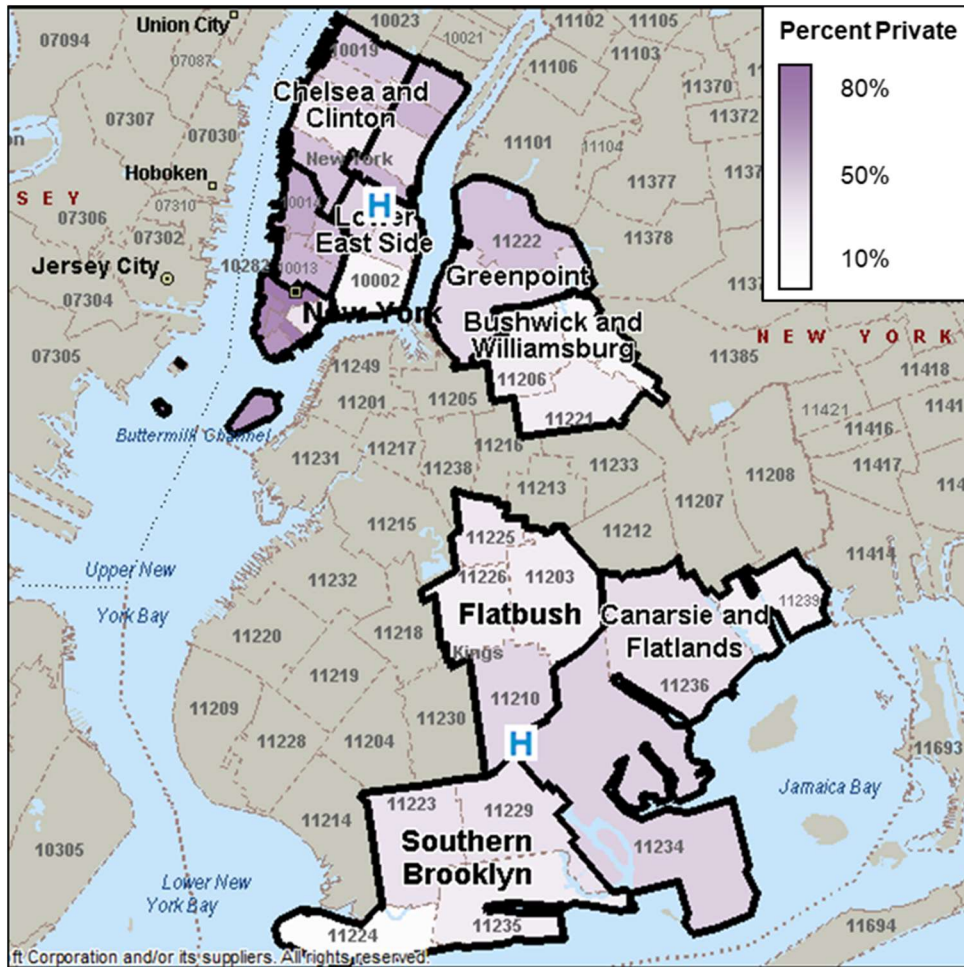 Union City
10023
11102
11105
Percent Private
07094
10021
11103
07087
10019
11106
11370
80%
07307
07030
Chelsea and
Clinton
11101
11372
11104
New York
50%
Hoboken
11377
S E Y
07310
10014
H
07306
Lower
East Side
11222
11378
07302
10282
10013
10%
Jersey City
10002
Greenpoint
07304
New York
Bushwick and
Williamsburg
N E W Y O R K
07305
11249
11385
11418
11206
11201
11205
11421
11221
11416
Buttermilk Channel
11217
11216
11231
11238
11233
11417
11208
11213
11207
11215
11212
11225
11414
Upper New
11232
11226
11203
11239
York Bay
Flatbush
Canarsie and
Flatlands
11220
11218
Kings
11219
11236
11210
11209
11230
11228
11204
H
11693
11223
11229
Jamaica Bay
11214
10305
Southern
Brooklyn
11234
Lower New
York Bay
11235
11694
11224
ft Corporation and/or its suppliers. All rights reserved.